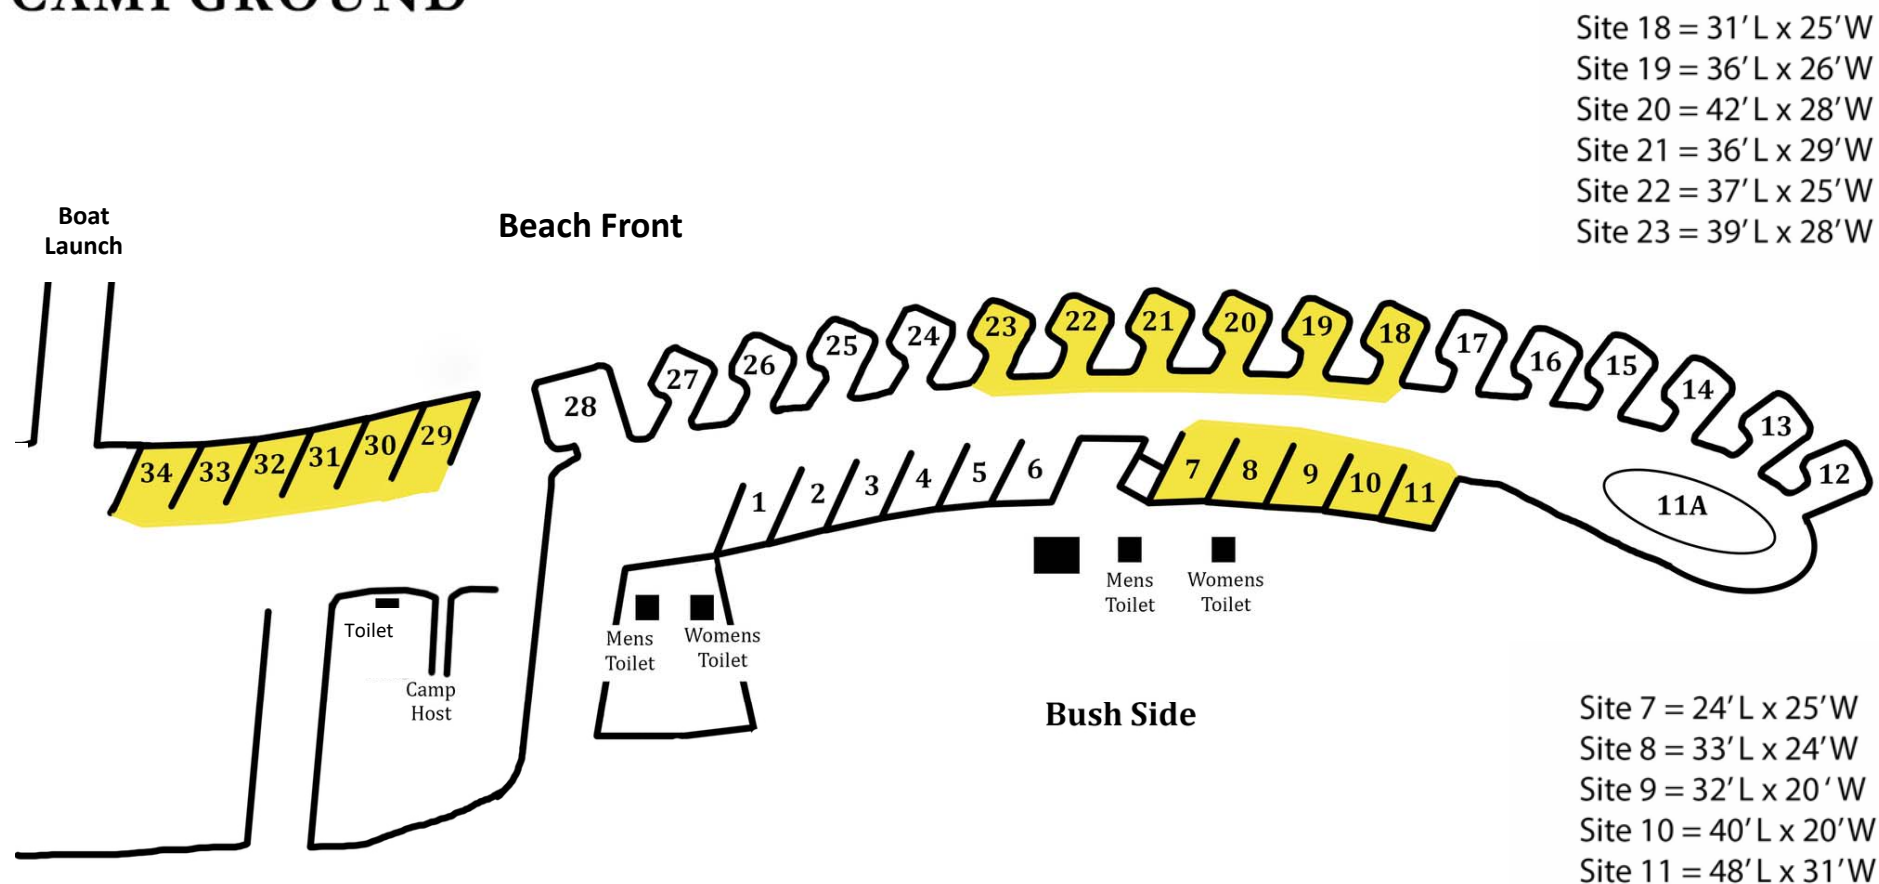 CAMPGROUND
Site 18 = 31'L x 25'W
Site 19 = 36'L x 26'W
Site 20 = 42'L x 28'W
Site 21 = 36'L x 29'W
Site 22 = 37'L x 25'W
Site 23 = 39'L x 28'W
Boat
Launch
Beach Front
34
33
32
31
30
29
28
27
26
25
24
23
22
21
20
19
18
17
16
15
14
13
12
11A
1
2
3
4
5
6
7
8
9
10
11
Mens
Toilet
Womens
Toilet
Toilet
Camp
Host
Mens
Toilet
Womens
Toilet
Bush Side
Site 7 = 24'L x 25'W
Site 8 = 33'L x 24'W
Site 9 = 32'L x 20'W
Site 10 = 40'L x 20'W
Site 11 = 48'L x 31'W